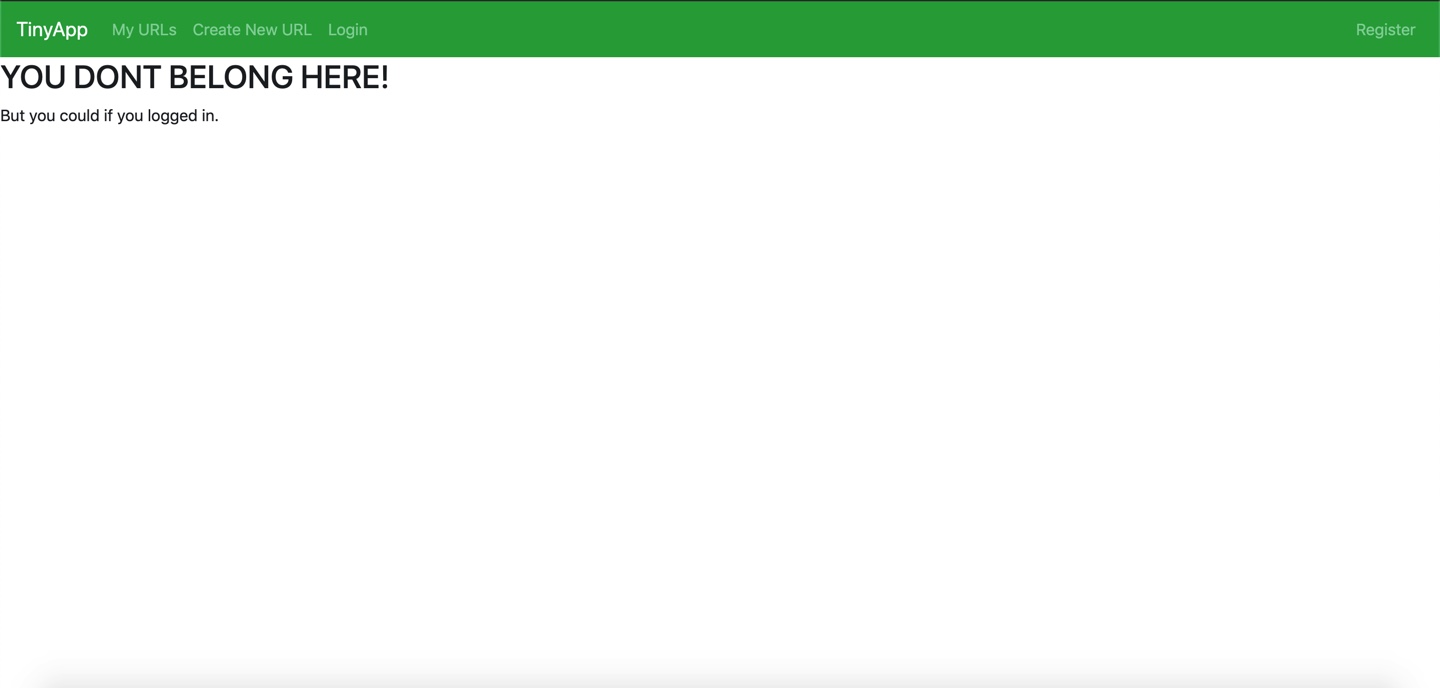 TinyApp My URLs Create New URL Login Register
YOU DONT BELONG HERE!
But you could if you logged in.